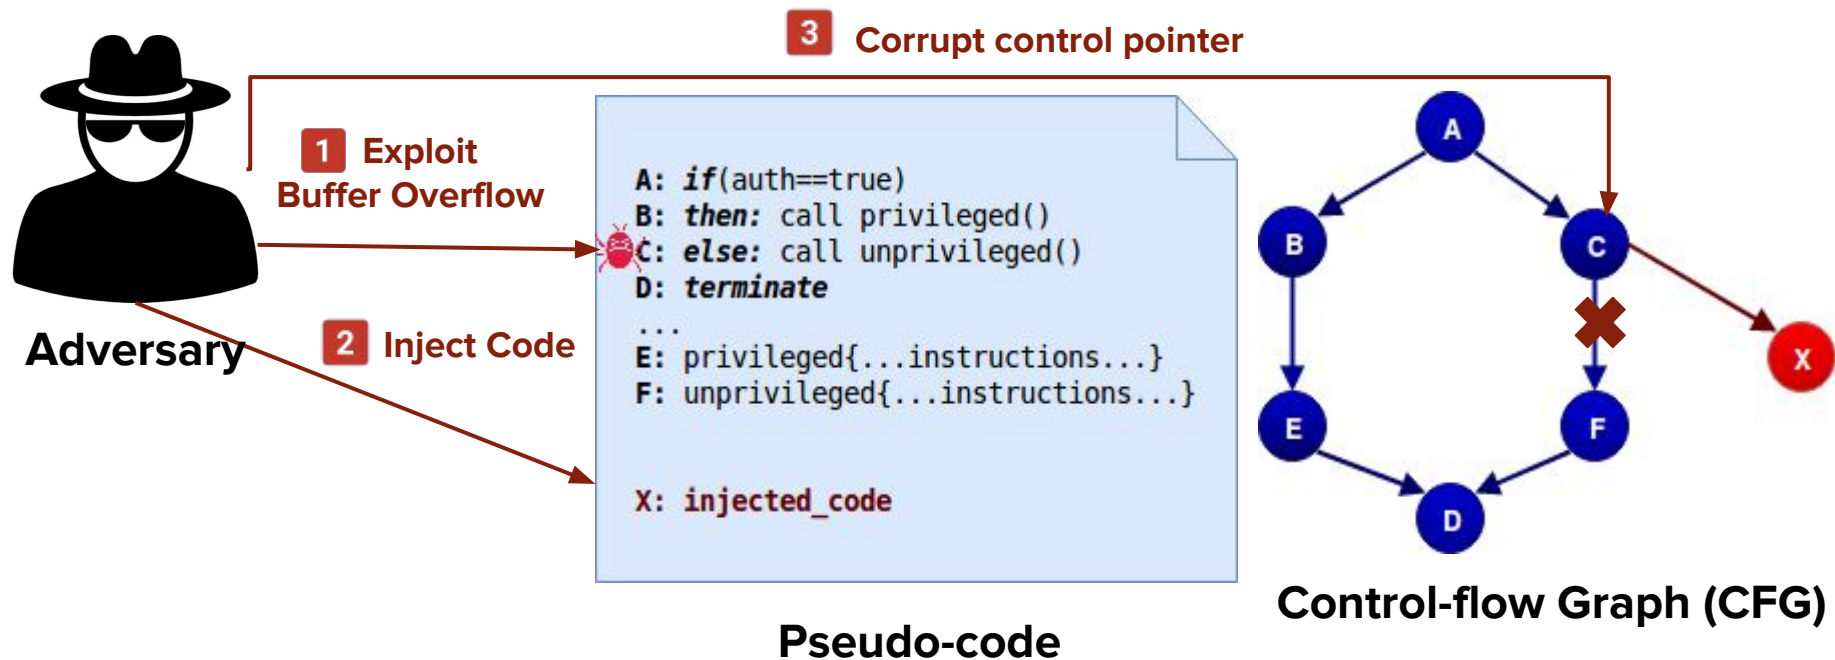 3 Corrupt control pointer
1 Exploit
Buffer Overflow
2 Inject Code
Adversary
A: if(auth==true)
B: then: call privileged()
C: else: call unprivileged()
D: terminate
...
E: privileged{...instructions...}
F: unprivileged{...instructions...}
X: injected_code
Pseudo-code
A
B
C
X
E
F
D
Control-flow Graph (CFG)